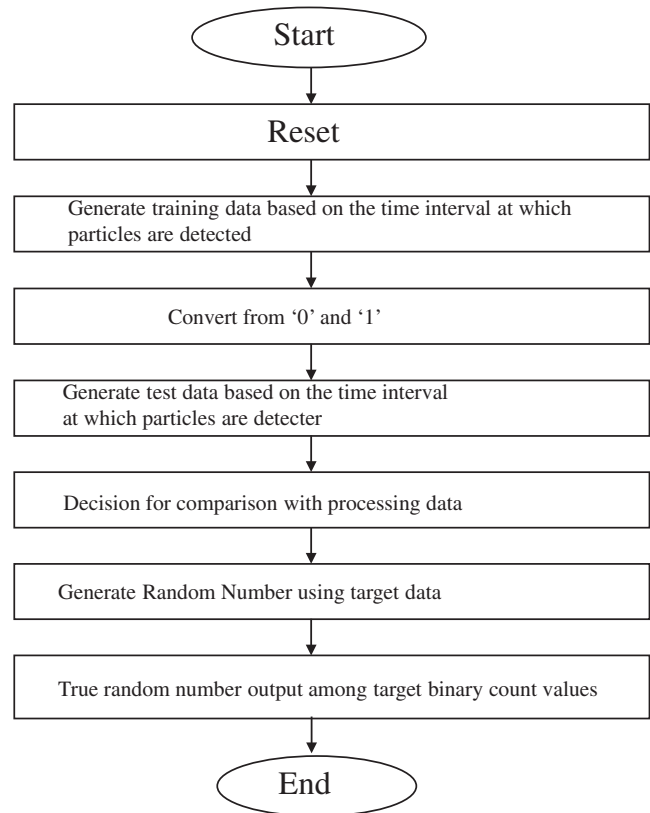 Start
Reset
Generate training data based on the time interval at which
particles are detected
Convert from ‘0’ and ‘1’
Generate test data based on the time interval
at which particles are detecter
Decision for comparison with processing data
Generate Random Number using target data
True random number output among target binary count values
End